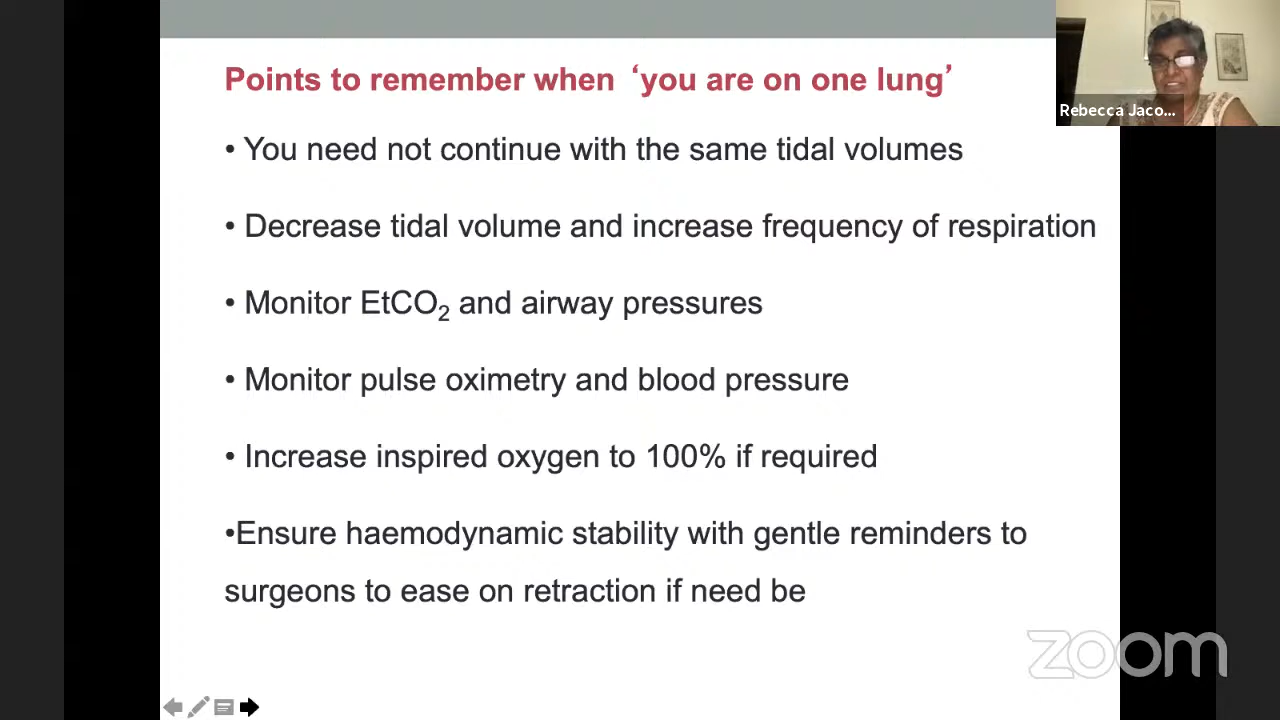 Points to remember when ‘you are on one lung’
Rebecca Jaco...
• You need not continue with the same tidal volumes
• Decrease tidal volume and increase frequency of respiration
• Monitor EtCO₂ and airway pressures
• Monitor pulse oximetry and blood pressure
• Increase inspired oxygen to 100% if required
•Ensure haemodynamic stability with gentle reminders to
surgeons to ease on retraction if need be
zoom